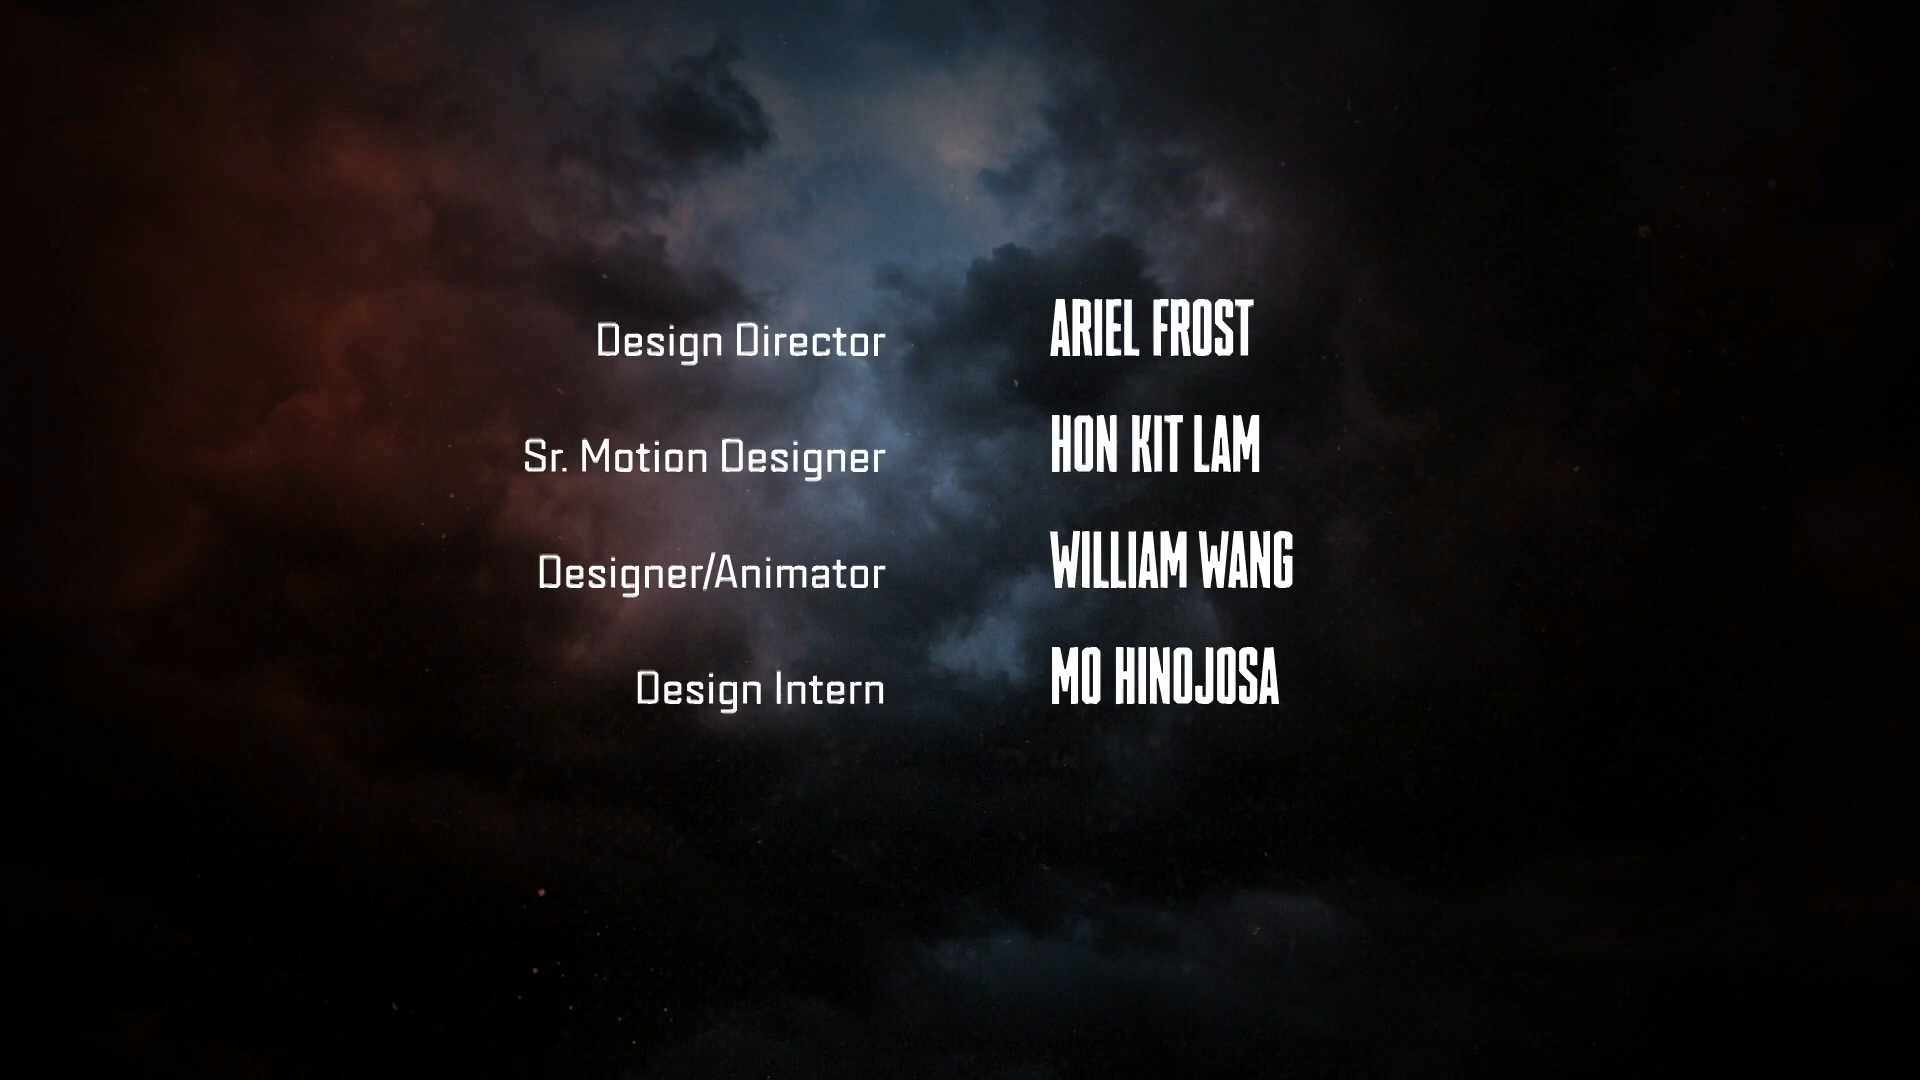 Design Director ARIEL FROST
Sr. Motion Designer HON KIT LAM
Designer/Animator WILLIAM WANG
Design Intern MO HINOJOSA